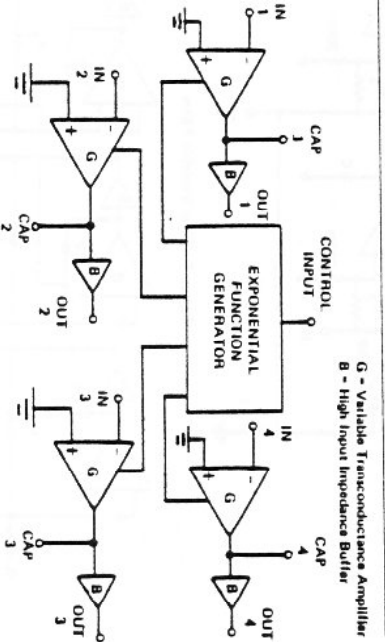 G = Variable Transconductance Amplifier
B = High Input Impedance Buffer
CONTROL
INPUT
EXPONENTIAL
FUNCTION
GENERATOR
IN
1
-
+
G
CAP
1
B
OUT
1
IN
2
-
+
G
CAP
2
B
OUT
2
IN
3
-
+
G
CAP
3
B
OUT
3
IN
4
-
+
G
CAP
4
B
OUT
4